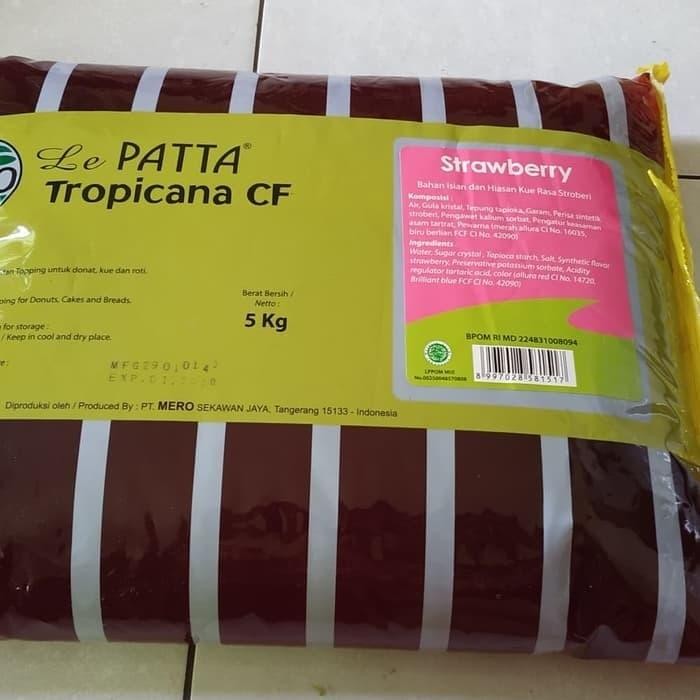 Le PATTA®
Tropicana CF
Topping untuk donat, kue dan roti.
for Donuts, Cakes and Breads.
for storage :
/ Keep in cool and dry place.
Berat Bersih /
Netto :
5 Kg
Diproduksi oleh / Produced By : PT. MERO SEKAWAN JAYA, Tangerang 15133 - Indonesia
Strawberry
Bahan Isian dan Hiasan Kue Rasa Stroberi
Komposisi :
Air, Gula kristal, Tepung tapioka, Garam, Perisa sintetik
stroberi, Pengawet kalium sorbat, Pengatur keasaman
asam tartrat, Pewarna (merah allura CI No. 16035,
biru berlian FCF CI No. 42090)
Ingredients :
Water, Sugar crystal, Tapioca starch, Salt, Synthetic flavor
strawberry, Preservative potassium sorbate, Acidity
regulator tartaric acid, color (allura red CI No. 14720,
Brilliant blue FCF CI No. 42090)
BPOM RI MD 224831008094
LPPOM MUI
8 997028 581517